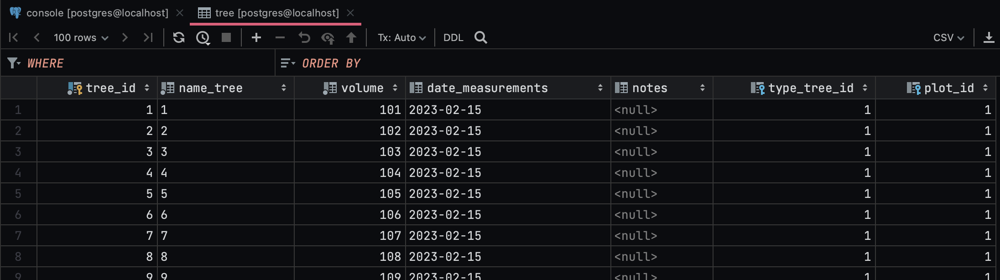 console [postgres@localhost] tree [postgres@localhost]
100 rows Tx: Auto DDL CSV
WHERE ORDER BY
tree_id name_tree volume date_measurements notes type_tree_id plot_id
1 1 1 101 2023-02-15 <null> 1 1
2 2 2 102 2023-02-15 <null> 1 1
3 3 3 103 2023-02-15 <null> 1 1
4 4 4 104 2023-02-15 <null> 1 1
5 5 5 105 2023-02-15 <null> 1 1
6 6 6 106 2023-02-15 <null> 1 1
7 7 7 107 2023-02-15 <null> 1 1
8 8 8 108 2023-02-15 <null> 1 1
9 9 9 109 2023-02-15 <null> 1 1